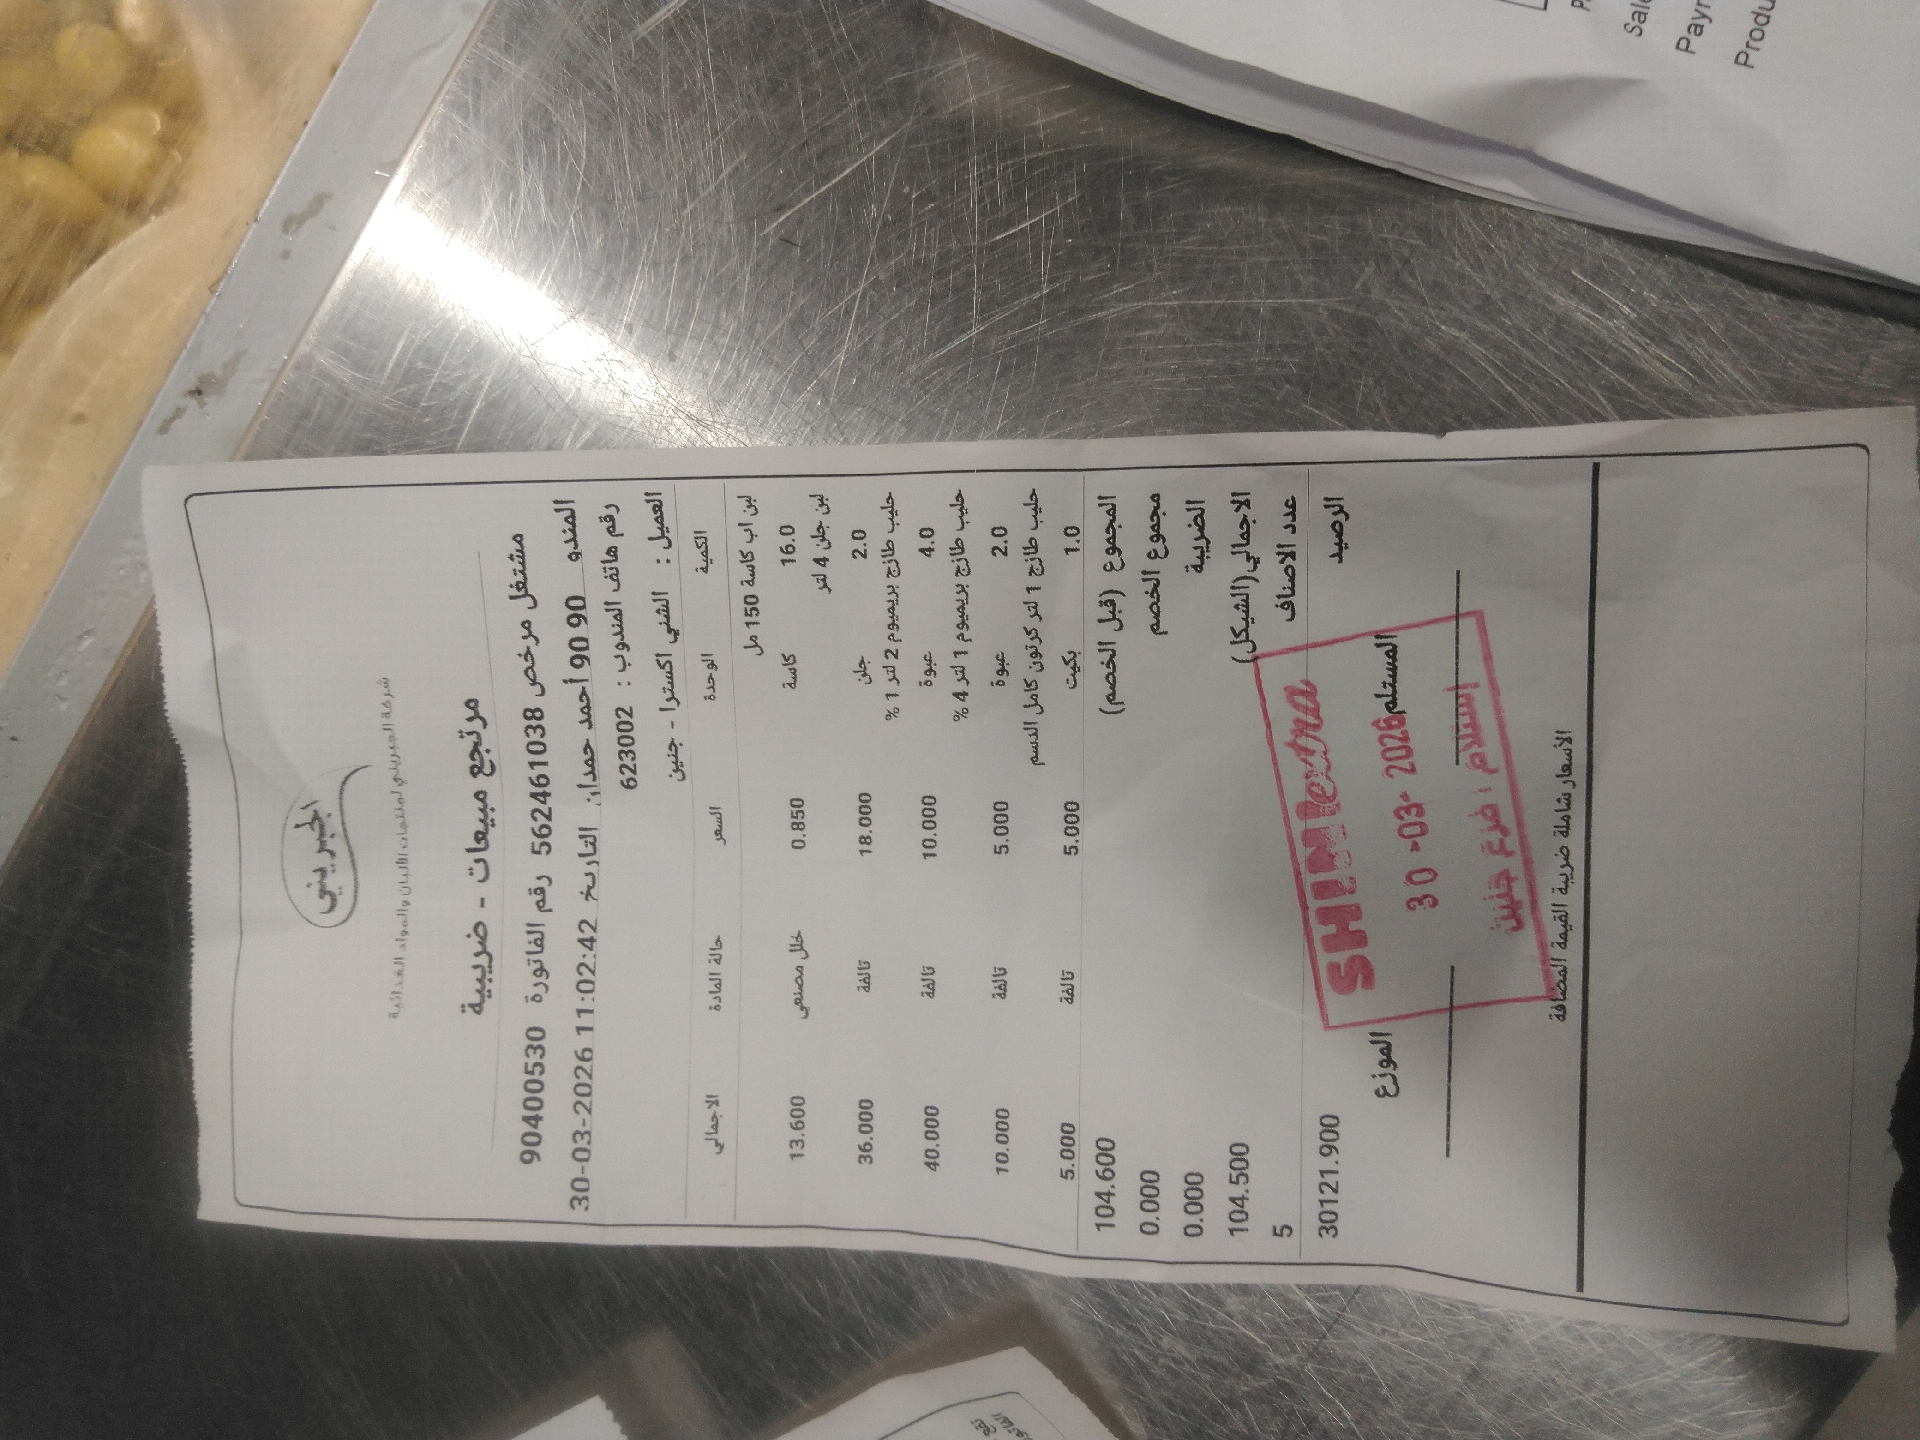 الجبريني
شركة الجبريني لمنتجات الألبان والمواد الغذائية
مرتجع مبيعات - ضريبية
مشتغل مرخص 562461038 رقم الفاتورة 90400530
المندو 90 90 أحمد حمدان التاريخ 30-03-2026 11:02:42
رقم هاتف المندوب : 623002
العميل : الشني اكسترا - جنين
الكمية الوحدة السعر حالة المادة الاجمالي
لبن اب كاسة 150 مل
16.0 كاسة 0.850 خلل مصنعي 13.600
لبن جلن 4 لتر
2.0 جلن 18.000 تالفة 36.000
حليب طازج بريميوم 2 لتر 1 %
4.0 عبوة 10.000 تالفة 40.000
حليب طازج بريميوم 1 لتر 4 %
2.0 عبوة 5.000 تالفة 10.000
حليب طازج 1 لتر كرتون كامل الدسم
1.0 بكيت 5.000 تالفة 5.000
المجموع (قبل الخصم) 104.600
مجموع الخصم 0.000
الضريبة 0.000
الاجمالي(الشيكل) 104.500
عدد الاصناف 5
الرصيد 30121.900
المستلم الموزع
SHINI extra
30-03-2026
استلام افرع جنين
الأسعار شاملة ضريبة القيمة المضافة